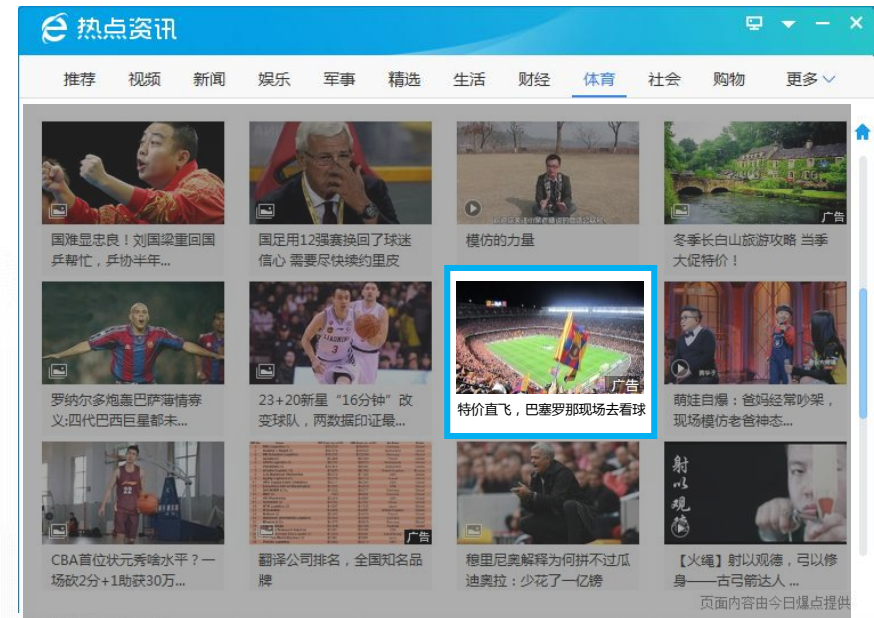 热点资讯
推荐 视频 新闻 娱乐 军事 精选 生活 财经 体育 社会 购物 更多
广告
国难显忠良！刘国梁重回国
乒帮忙，乒协半年...
国足用12强赛换回了球迷
信心 需要尽快续约里皮
模仿的力量
冬季长白山旅游攻略 当季
大促特价！
广告
罗纳尔多炮轰巴萨薄情寡
义:四代巴西巨星都未...
23+20新星“16分钟”改
变球队，两数据印证最...
特价直飞，巴塞罗那现场去看球
萌娃自爆：爸妈经常吵架，
现场模仿老爸神态...
广告
射
以
观
德
CBA首位状元秀啥水平？一
场砍2分+1助获30万...
翻译公司排名，全国知名品
牌
穆里尼奥解释为何拼不过瓜
迪奥拉：少花了一亿镑
【火绳】射以观德，弓以修
身——古弓箭达人...
页面内容由今日爆点提供